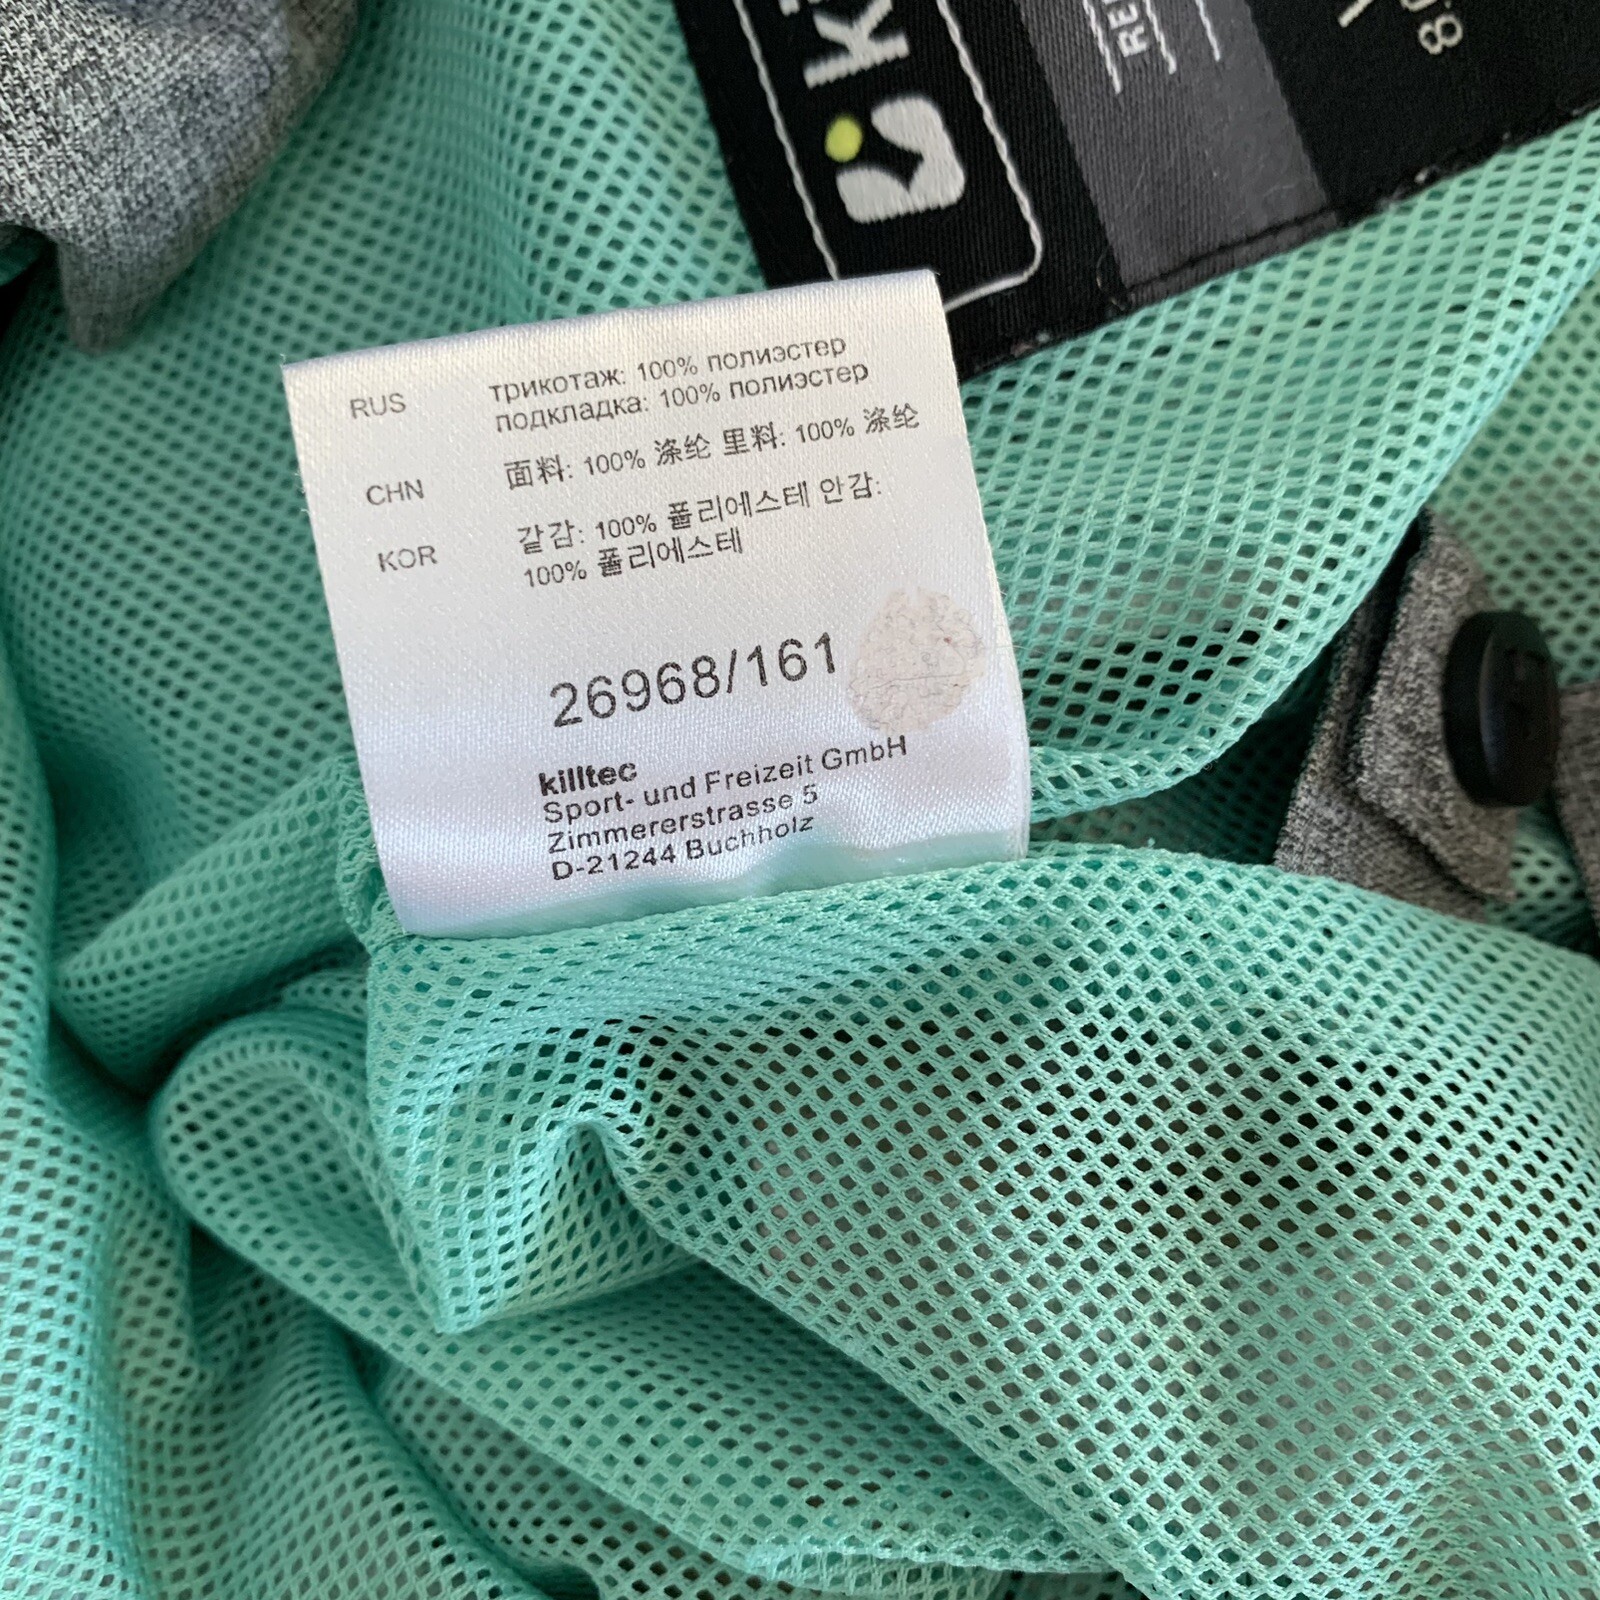 RUS трикотаж: 100% полиэстер
подкладка: 100% полиэстер
CHN 面料: 100% 涤纶 里料: 100% 涤纶
KOR 같감: 100% 폴리에스테 안감:
100% 폴리에스테
26968/161
killtec
Sport- und Freizeit GmbH
Zimmererstrasse 5
D-21244 Buchholz